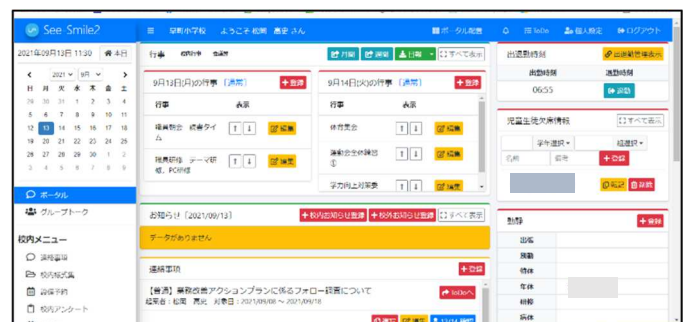 See-Smile2
泉町小学校 ようこそ 松岡 嵩史 さん
ポータル配置
ToDo
個人設定
ログアウト
2021年09月13日 11:30
本日
2021 9月
日 月 火 水 木 金 土
29 30 31 1 2 3 4
5 6 7 8 9 10 11
12 13 14 15 16 17 18
19 20 21 22 23 24 25
26 27 28 29 30 1 2
3 4 5 6 7 8 9
ポータル
グループトーク
校内メニュー
連絡事項
校内様式集
設備予約
校内アンケート
行事
月間
週間
日報
すべて表示
9月13日(月)の行事 [通常]
+登録
行事 表示
職員朝会 読書タイム
編集
職員研修 テーマ研修、PC研修
編集
9月14日(火)の行事 [通常]
+登録
行事 表示
体育集会
編集
運動会全体練習①
編集
学力向上対策委
編集
お知らせ [2021/09/13]
+校内お知らせ登録
+校外お知らせ登録
すべて表示
データがありません
連絡事項
+登録
【普通】業務改善アクションプランに係るフォロー調査について
起案者:松岡 嵩史 対象日:2021/09/08 ~ 2021/09/18
ToDoへ
出退勤時刻
出退勤管理表示
出勤時刻 退勤時刻
06:55
退勤
児童生徒欠席情報
すべて表示
学年選択
組選択
名前
備考
+登録
転記
削除
動静
+登録
出張
旅勤
特休
年休
研修
病休